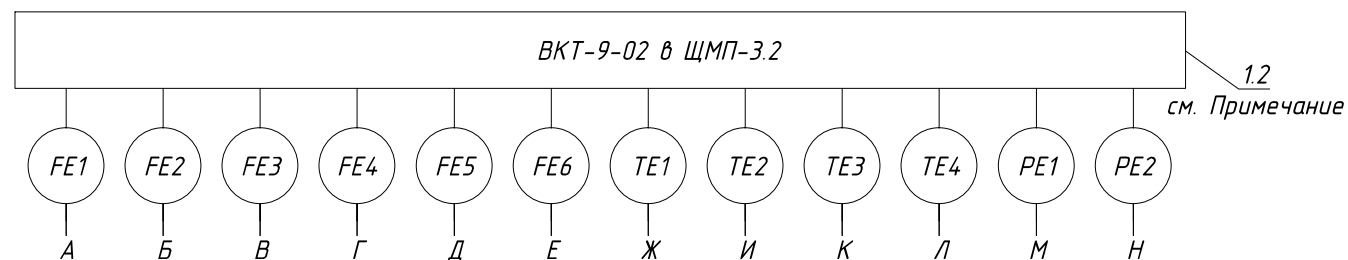 ВКТ-9-02 в ЩМП-3.2
1.2
см. Примечание
FE1 FE2 FE3 FE4 FE5 FE6 TE1 TE2 TE3 TE4 PE1 PE2
А Б В Г Д Е Ж И К Л М Н